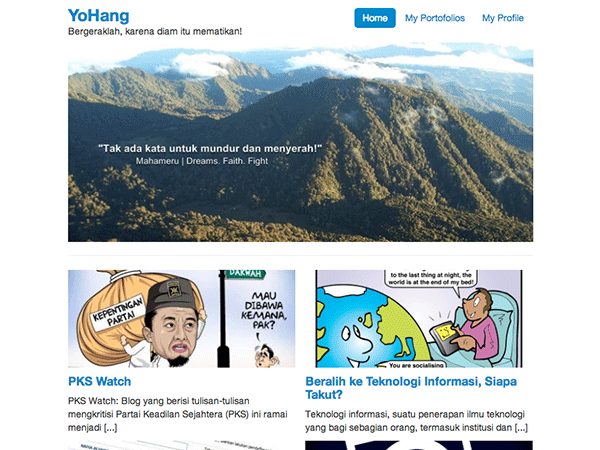 YoHang
Bergeraklah, karena diam itu mematikan!
Home
My Portofolios
My Profile
"Tak ada kata untuk mundur dan menyerah!"
Mahameru | Dreams. Faith. Fight
KEPENTINGAN
PARTAI
DAKWAH
MAU
DIBAWA
KEMANA,
PAK?
to the last thing at night, the
world is at the end of my bed!
You are socialising
PKS Watch
PKS Watch: Blog yang berisi tulisan-tulisan
mengkritisi Partai Keadilan Sejahtera (PKS) ini ramai
menjadi [...]
Beralih ke Teknologi Informasi, Siapa
Takut?
Teknologi informasi, suatu penerapan ilmu teknologi
yang bagi sebagian orang, termasuk institusi dan [...]